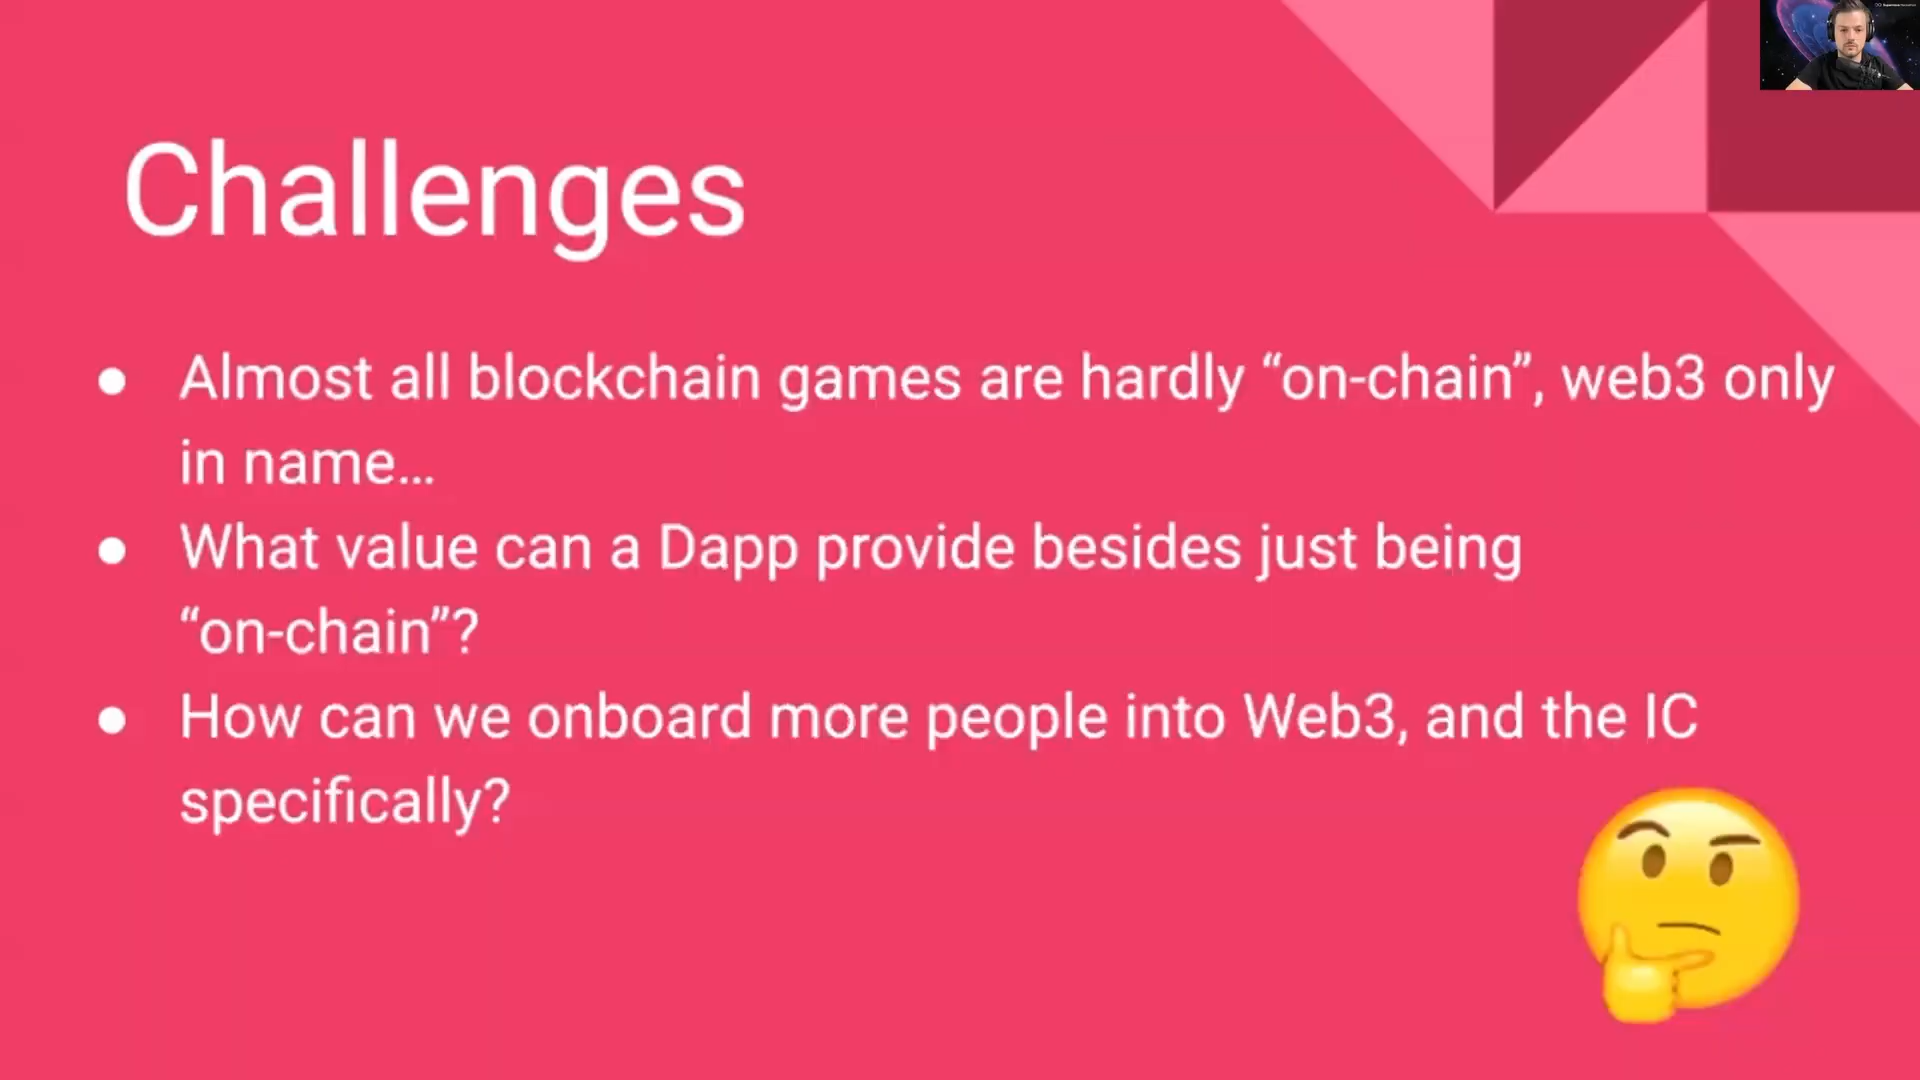 Challenges
● Almost all blockchain games are hardly “on-chain”, web3 only
in name…
● What value can a Dapp provide besides just being
“on-chain”?
● How can we onboard more people into Web3, and the IC
specifically?